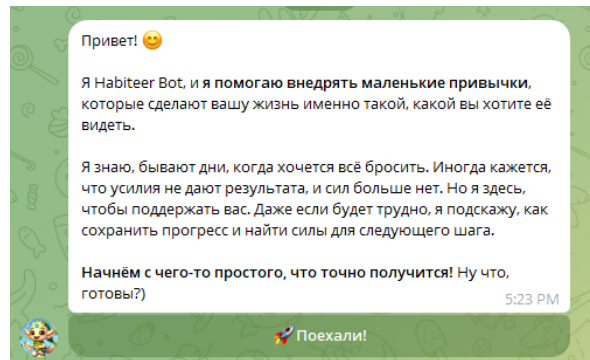 Привет! 😊
Я Habiteer Bot, и я помогаю внедрять маленькие привычки,
которые сделают вашу жизнь именно такой, какой вы хотите её
видеть.
Я знаю, бывают дни, когда хочется всё бросить. Иногда кажется,
что усилия не дают результата, и сил больше нет. Но я здесь,
чтобы поддержать вас. Даже если будет трудно, я подскажу, как
сохранить прогресс и найти силы для следующего шага.
Начнём с чего-то простого, что точно получится! Ну что,
готовы?)
5:23 PM
🚀Поехали!